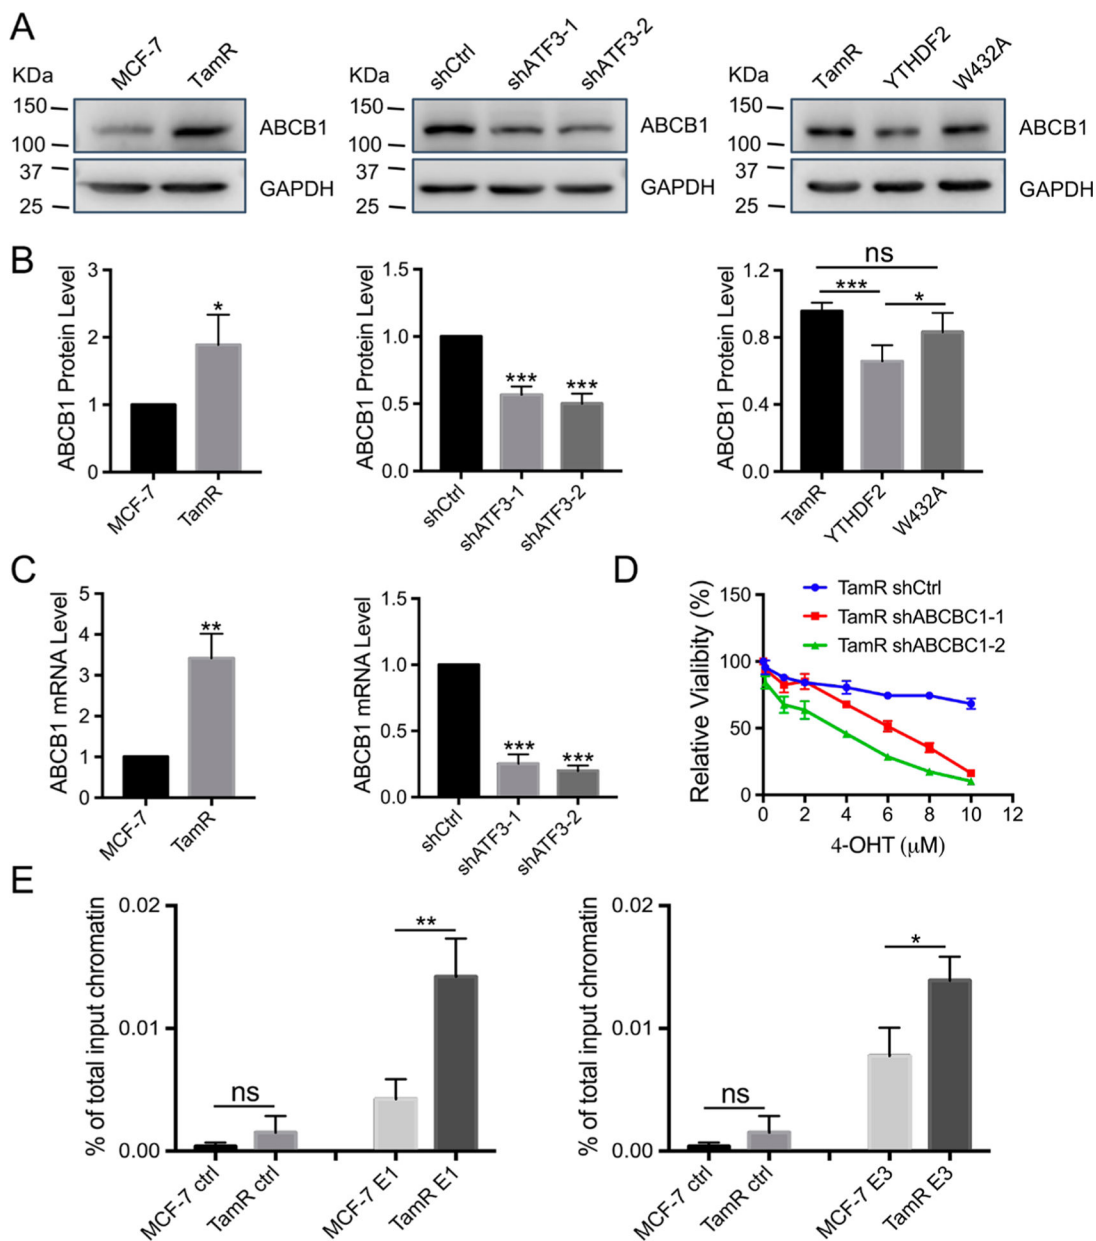 A
MCF-7
TamR
KDa
150
100
37
25
ABCB1
GAPDH
shCtrl
shATF3-1
shATF3-2
KDa
150
100
37
25
ABCB1
GAPDH
TamR
YTHDF2
W432A
KDa
150
100
37
25
ABCB1
GAPDH
B
ABCB1 Protein Level
3
2
1
0
*
MCF-7
TamR
ABCB1 Protein Level
1.5
1.0
0.5
0.0
***
***
shCtrl
shATF3-1
shATF3-2
ABCB1 Protein Level
1.2
0.8
0.4
0.0
ns
***
*
TamR
YTHDF2
W432A
C
ABCB1 mRNA Level
5
4
3
2
1
0
**
MCF-7
TamR
ABCB1 mRNA Level
1.5
1.0
0.5
0.0
***
***
shCtrl
shATF3-1
shATF3-2
D
Relative Vialibity (%)
150
100
50
0
TamR shCtrl
TamR shABCBC1-1
TamR shABCBC1-2
0 2 4 6 8 10 12
4-OHT (μM)
E
% of total input chromatin
0.02
0.01
0.00
ns
**
MCF-7 ctrl
TamR ctrl
MCF-7 E1
TamR E1
% of total input chromatin
0.02
0.01
0.00
ns
*
MCF-7 ctrl
TamR ctrl
MCF-7 E3
TamR E3